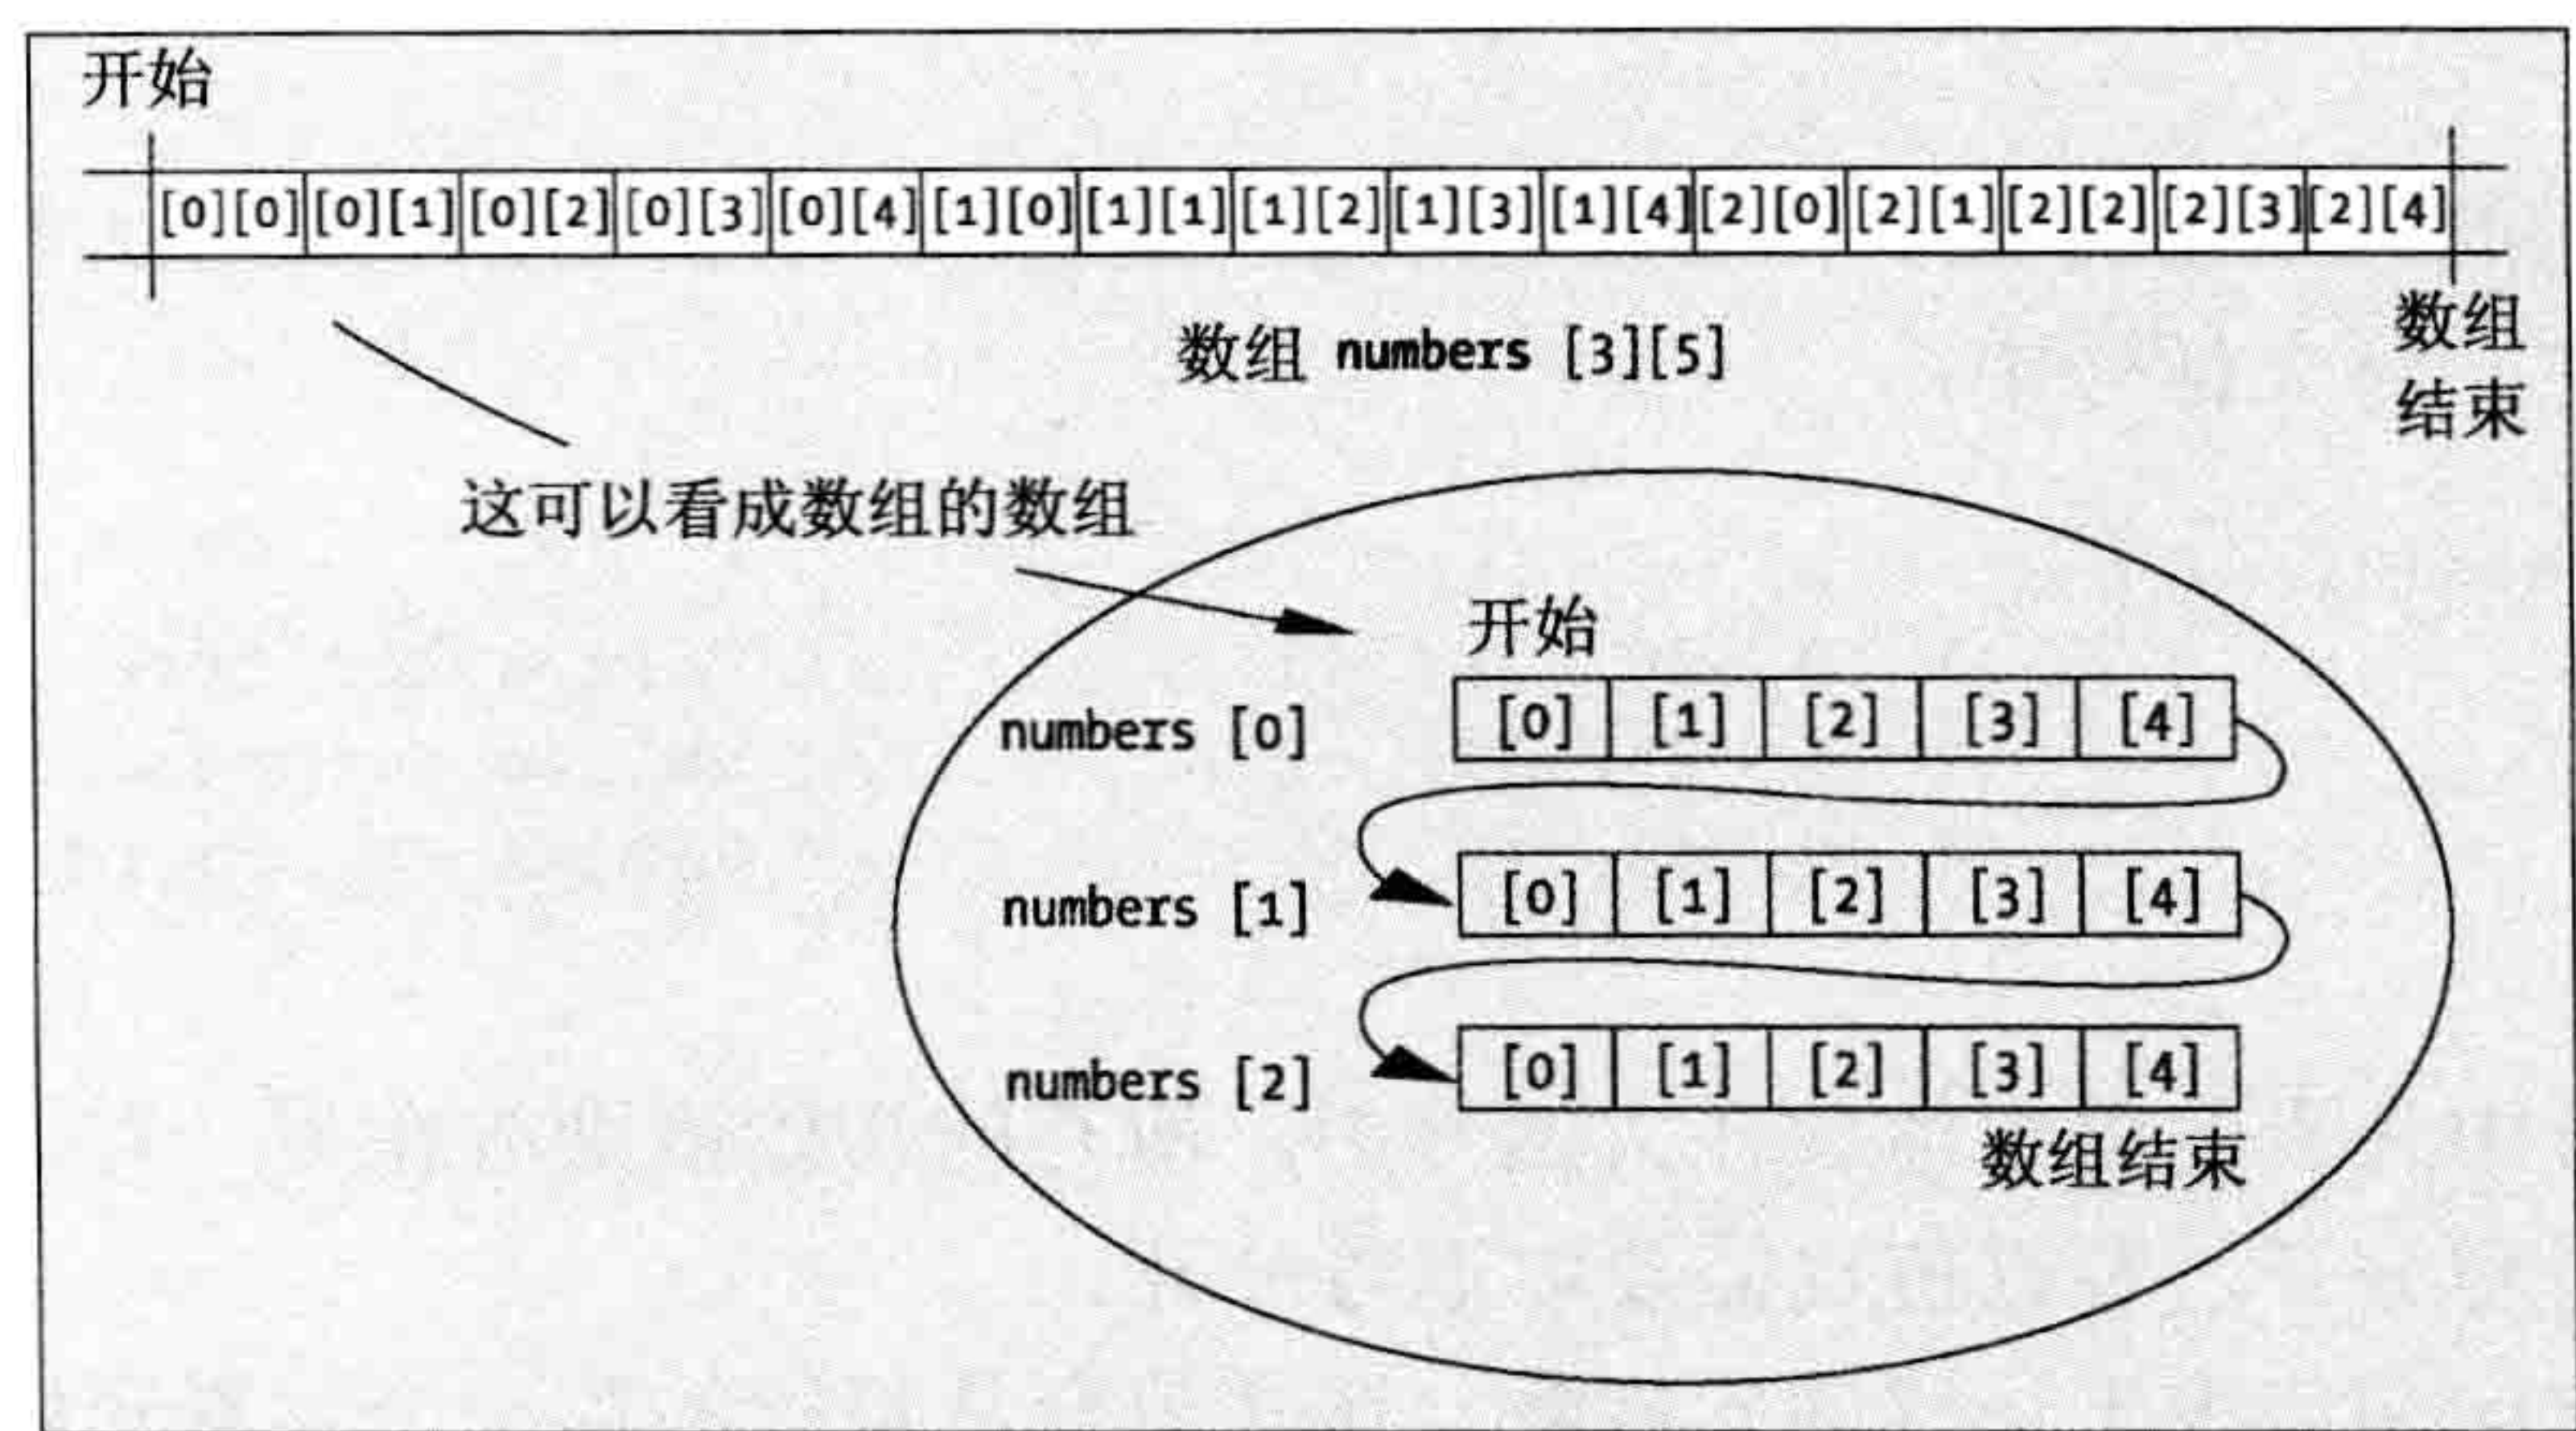 开始
[0][0] [0][1] [0][2] [0][3] [0][4] [1][0] [1][1] [1][2] [1][3] [1][4] [2][0] [2][1] [2][2] [2][3] [2][4]
数组 numbers [3][5]
数组
结束
这可以看成数组的数组
开始
numbers [0] [0] [1] [2] [3] [4]
numbers [1] [0] [1] [2] [3] [4]
numbers [2] [0] [1] [2] [3] [4]
数组结束